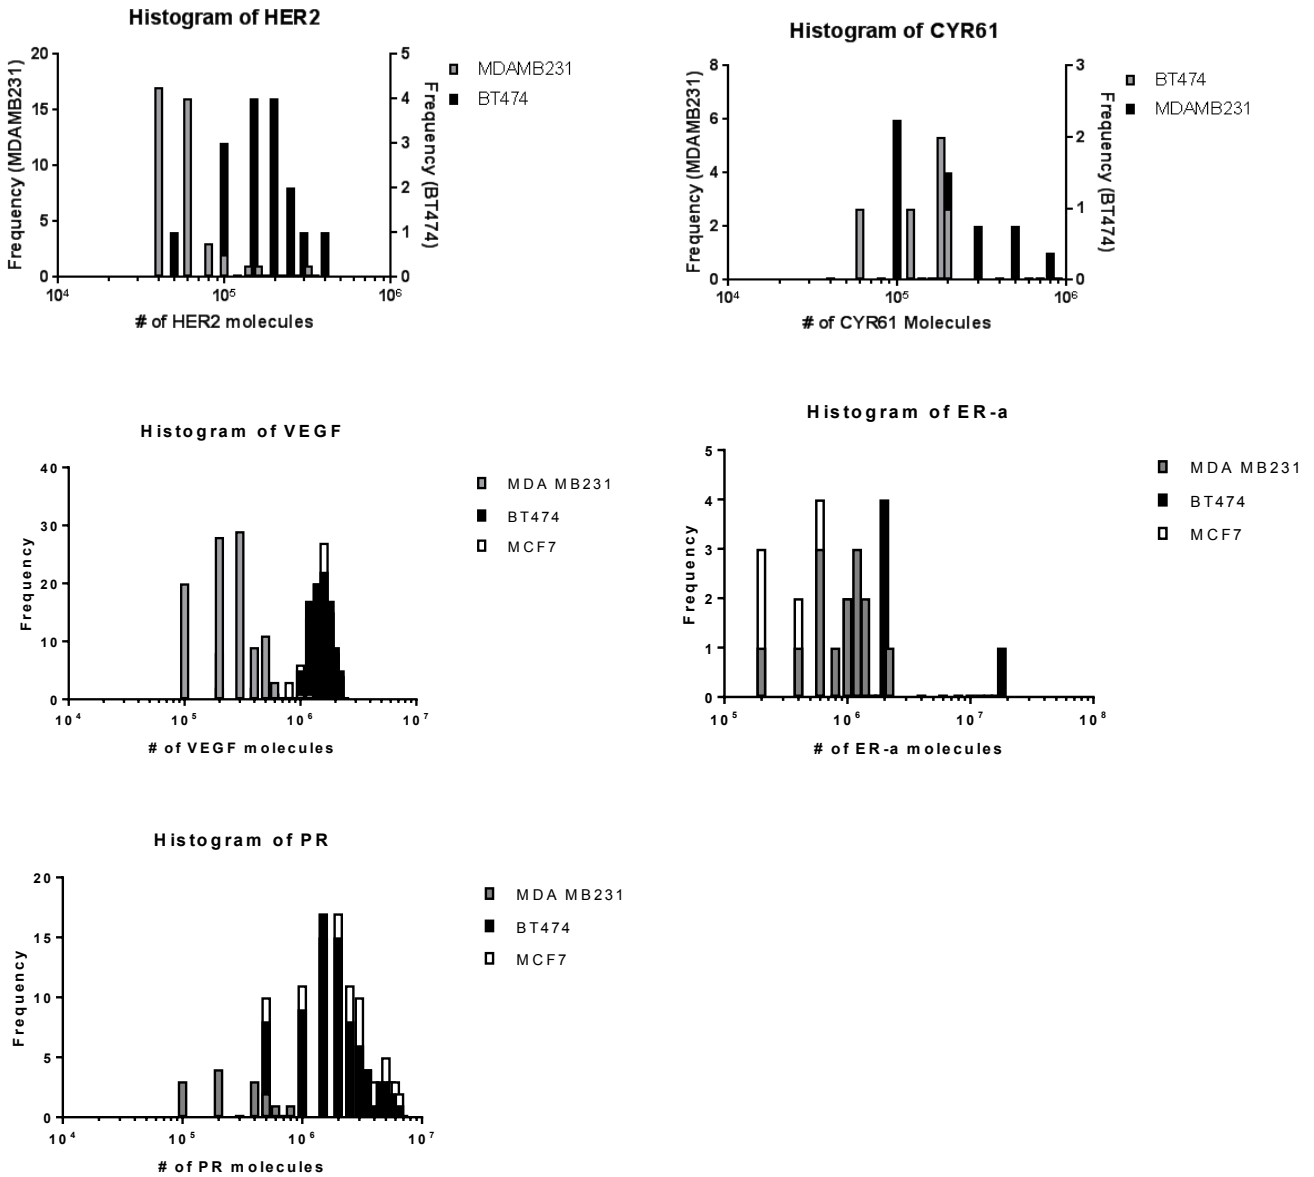 Histogram of HER2
20
15
10
5
0
Frequency (MDAMB231)
5
4
3
2
1
0
Frequency (BT474)
MDAMB231
BT474
10⁴
10⁵
10⁶
# of HER2 molecules
Histogram of CYR61
8
6
4
2
0
Frequency (MDAMB231)
3
2
1
0
Frequency (BT474)
BT474
MDAMB231
10⁴
10⁵
10⁶
# of CYR61 Molecules
Histogram of VEGF
40
30
20
10
0
Frequency
MDA MB231
BT474
MCF7
10⁴
10⁵
10⁶
10⁷
# of VEGF molecules
Histogram of ER-a
5
4
3
2
1
0
Frequency
MDA MB231
BT474
MCF7
10⁵
10⁶
10⁷
10⁸
# of ER-a molecules
Histogram of PR
20
15
10
5
0
Frequency
MDA MB231
BT474
MCF7
10⁴
10⁵
10⁶
10⁷
# of PR molecules